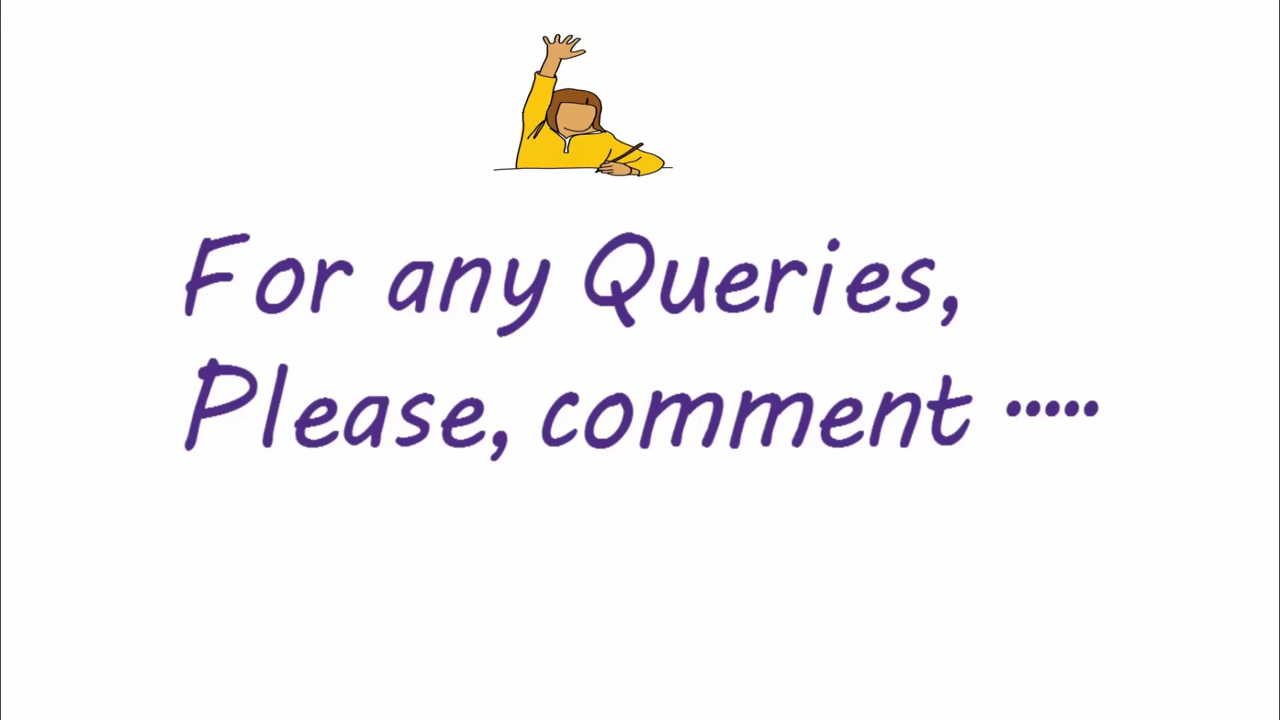 For any Queries,
Please, comment .....